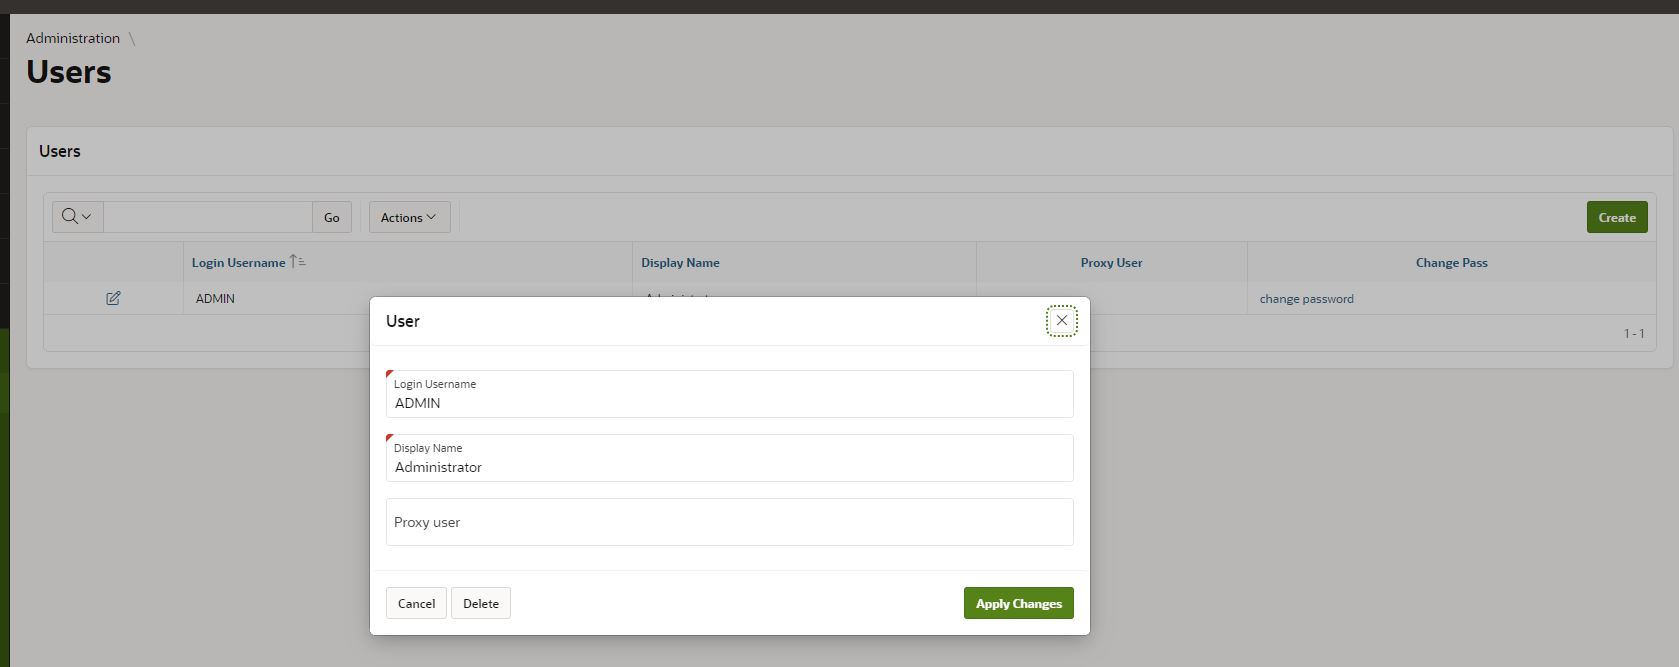 Administration \
Users
Users
Go
Actions
Create
Login Username
Display Name
Proxy User
Change Pass
ADMIN
change password
1 - 1
User
Login Username
ADMIN
Display Name
Administrator
Proxy user
Cancel
Delete
Apply Changes